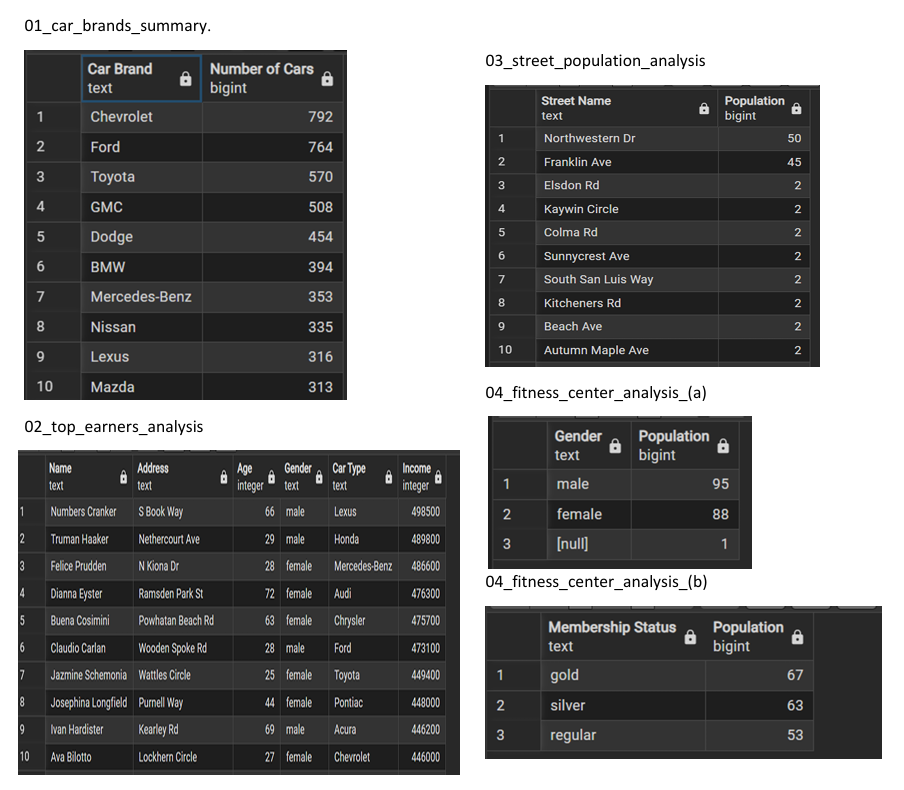 01_car_brands_summary.
Car Brand Number of Cars
text bigint
1 Chevrolet 792
2 Ford 764
3 Toyota 570
4 GMC 508
5 Dodge 454
6 BMW 394
7 Mercedes-Benz 353
8 Nissan 335
9 Lexus 316
10 Mazda 313
02_top_earners_analysis
Name Address Age Gender Car Type Income
text text integer text text integer
1 Numbers Cranker S Book Way 66 male Lexus 498500
2 Truman Haaker Nethercourt Ave 29 male Honda 489800
3 Felice Prudden N Kiona Dr 28 female Mercedes-Benz 486600
4 Dianna Eyster Ramsden Park St 72 female Audi 476300
5 Buena Cosimini Powhatan Beach Rd 63 female Chrysler 475700
6 Claudio Carlan Wooden Spoke Rd 28 male Ford 473100
7 Jazmine Schemonia Wattles Circle 25 female Toyota 449400
8 Josephina Longfield Purnell Way 44 female Pontiac 448000
9 Ivan Hardister Kearley Rd 69 male Acura 446200
10 Ava Bilotto Lockhern Circle 27 female Chevrolet 446000
03_street_population_analysis
Street Name Population
text bigint
1 Northwestern Dr 50
2 Franklin Ave 45
3 Elsdon Rd 2
4 Kaywin Circle 2
5 Colma Rd 2
6 Sunnycrest Ave 2
7 South San Luis Way 2
8 Kitcheners Rd 2
9 Beach Ave 2
10 Autumn Maple Ave 2
04_fitness_center_analysis_(a)
Gender Population
text bigint
1 male 95
2 female 88
3 [null] 1
04_fitness_center_analysis_(b)
Membership Status Population
text bigint
1 gold 67
2 silver 63
3 regular 53